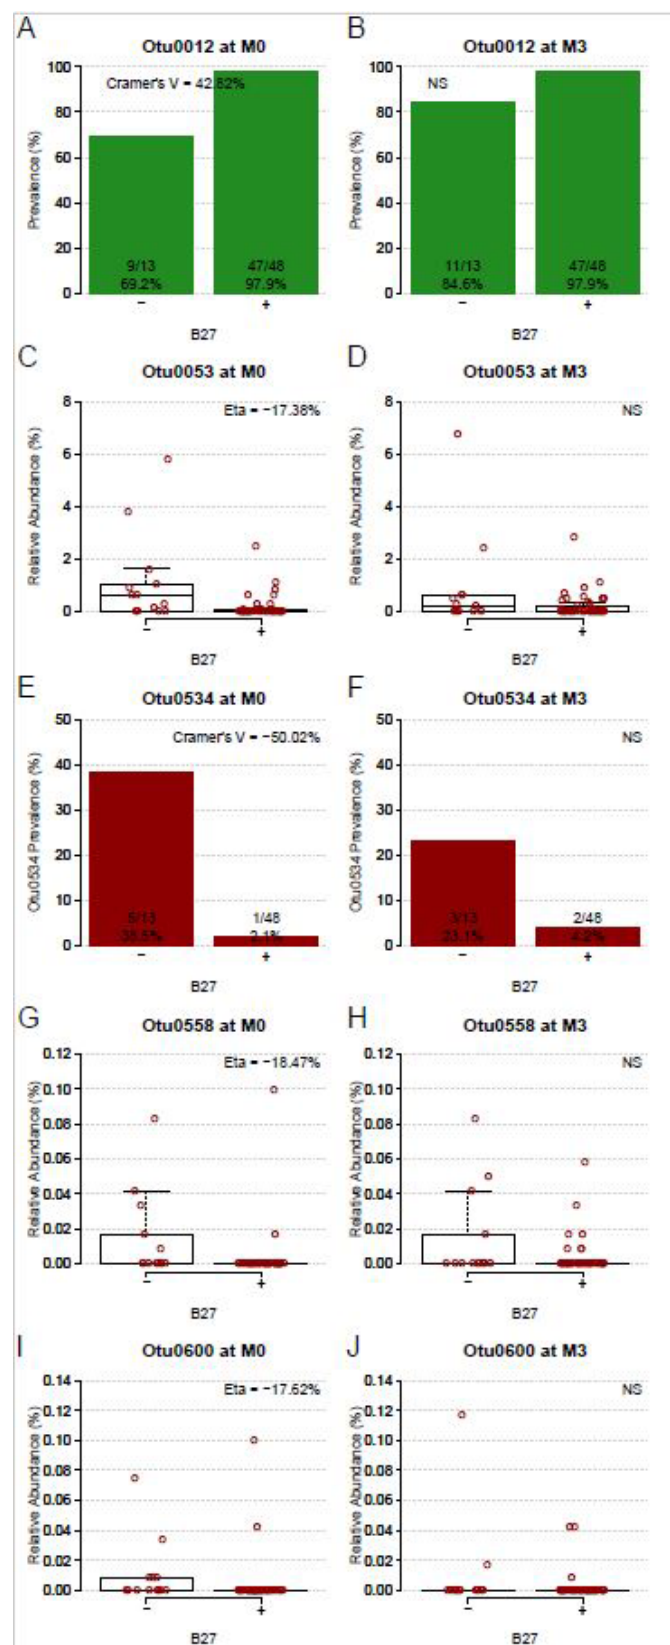 A
Otu0012 at M0
Cramer's V = 42.82%
Prevalence (%)
100
80
60
40
20
0
9/13
69.2%
47/48
97.9%
−
+
B27
B
Otu0012 at M3
NS
Prevalence (%)
100
80
60
40
20
0
11/13
84.6%
47/48
97.9%
−
+
B27
C
Otu0053 at M0
Eta = −17.38%
Relative Abundance (%)
8
6
4
2
0
−
+
B27
D
Otu0053 at M3
NS
Relative Abundance (%)
8
6
4
2
0
−
+
B27
E
Otu0534 at M0
Cramer's V = −50.02%
Otu0534 Prevalence (%)
50
40
30
20
10
0
5/13
38.5%
1/48
2.1%
−
+
B27
F
Otu0534 at M3
NS
Otu0534 Prevalence (%)
50
40
30
20
10
0
3/13
23.1%
2/48
4.2%
−
+
B27
G
Otu0558 at M0
Eta = −18.47%
Relative Abundance (%)
0.12
0.10
0.08
0.06
0.04
0.02
0.00
−
+
B27
H
Otu0558 at M3
NS
Relative Abundance (%)
0.12
0.10
0.08
0.06
0.04
0.02
0.00
−
+
B27
I
Otu0600 at M0
Eta = −17.62%
Relative Abundance (%)
0.14
0.12
0.10
0.08
0.06
0.04
0.02
0.00
−
+
B27
J
Otu0600 at M3
NS
Relative Abundance (%)
0.14
0.12
0.10
0.08
0.06
0.04
0.02
0.00
−
+
B27